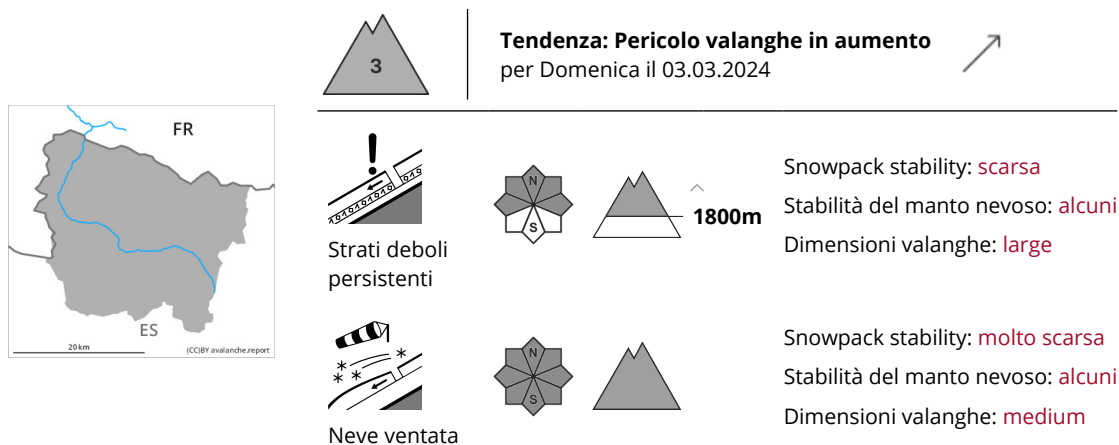 3
Tendenza: Pericolo valanghe in aumento
per Domenica il 03.03.2024
FR
ES
20 km
(CC)BY avalanche.report
Strati deboli
persistenti
N
S
1800m
Snowpack stability: scarsa
Stabilità del manto nevoso: alcuni
Dimensioni valanghe: large
Neve ventata
N
S
Snowpack stability: molto scarsa
Stabilità del manto nevoso: alcuni
Dimensioni valanghe: medium